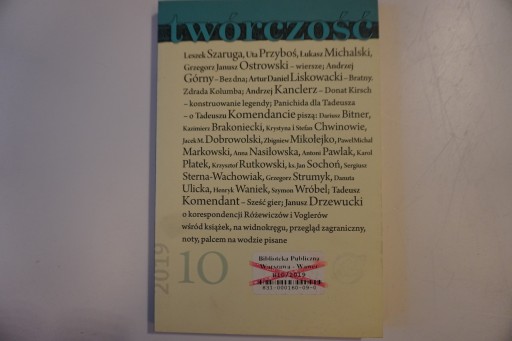 twórczość
Leszek Szaruga, Uta Przyboś, Łukasz Michalski,
Grzegorz Janusz Ostrowski – wiersze; Andrzej
Górny – Bez dna; Artur Daniel Liskowacki – Bratny.
Zdrada Kolumba; Andrzej Kanclerz – Donat Kirsch
– konstruowanie legendy; Panichida dla Tadeusza
– o Tadeuszu Komendancie piszą: Dariusz Bitner,
Kazimierz Brakoniecki, Krystyna i Stefan Chwinowie,
Jacek M. Dobrowolski, Zbigniew Mikołejko, Paweł Michał
Markowski, Anna Nasiłowska, Antoni Pawlak, Karol
Płatek, Krzysztof Rutkowski, ks. Jan Sochoń, Sergiusz
Sterna-Wachowiak, Grzegorz Strumyk, Danuta
Ulicka, Henryk Waniek, Szymon Wróbel; Tadeusz
Komendant – Sześć gier; Janusz Drzewucki
o korespondencji Różewiczów i Voglerów
wśród książek, na widnokręgu, przegląd zagraniczny,
noty, palcem na wodzie pisane
2019
10
Biblioteka Publiczna
Warszawa - Wawer